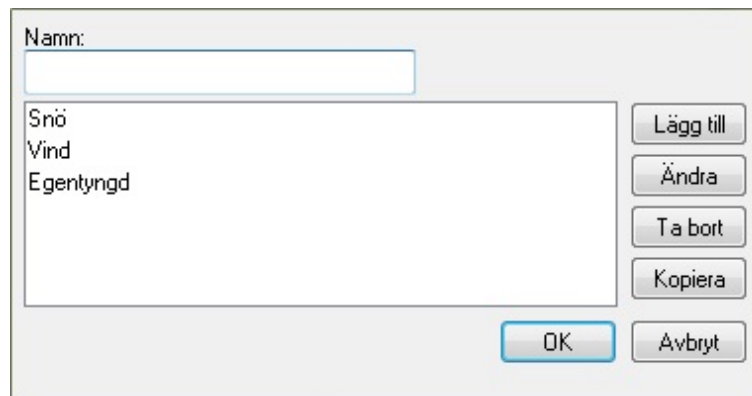 Namn:
Snö
Vind
Egentyngd
Lägg till
Ändra
Ta bort
Kopiera
OK
Avbryt